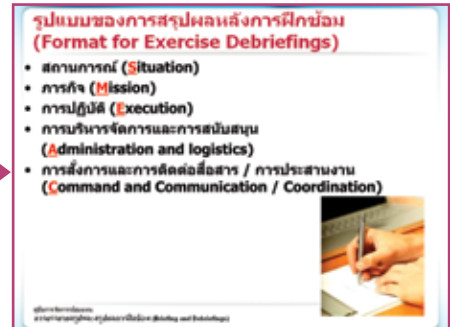 รูปแบบของการสรุปผลหลังการฝึกซ้อม
(Format for Exercise Debriefings)
• สถานการณ์ (Situation)
• ภารกิจ (Mission)
• การปฏิบัติ (Execution)
• การบริหารจัดการและการสนับสนุน
(Administration and logistics)
• การสั่งการและการติดต่อสื่อสาร / การประสานงาน
(Command and Communication / Coordination)
(Briefing and Debriefings)